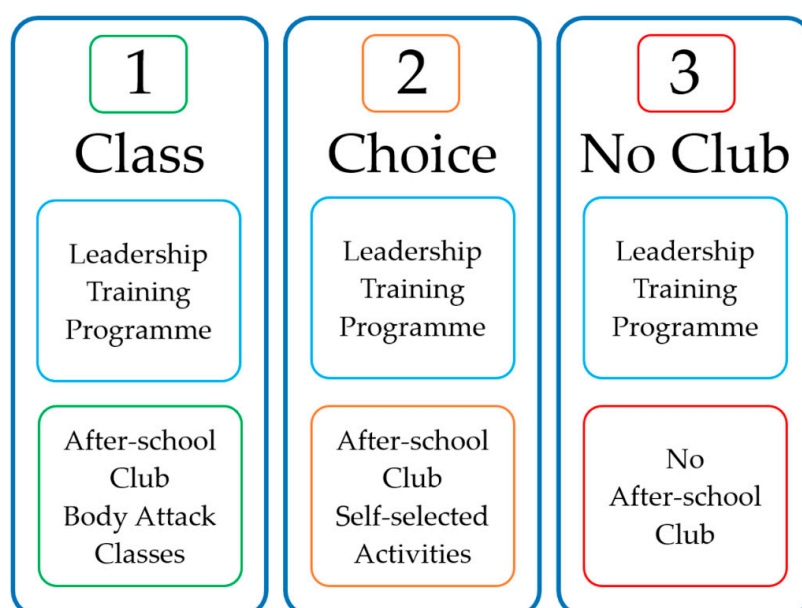 1
Class
Leadership
Training
Programme
After-school
Club
Body Attack
Classes
2
Choice
Leadership
Training
Programme
After-school
Club
Self-selected
Activities
3
No Club
Leadership
Training
Programme
No
After-school
Club